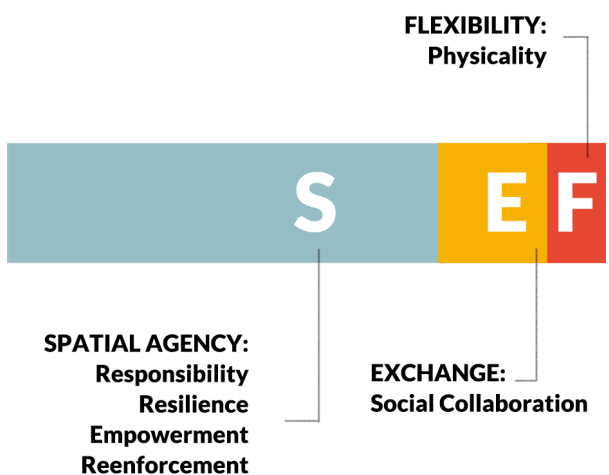 FLEXIBILITY:
Physicality
S
E
F
SPATIAL AGENCY:
Responsibility
Resilience
Empowerment
Reenforcement
EXCHANGE:
Social Collaboration